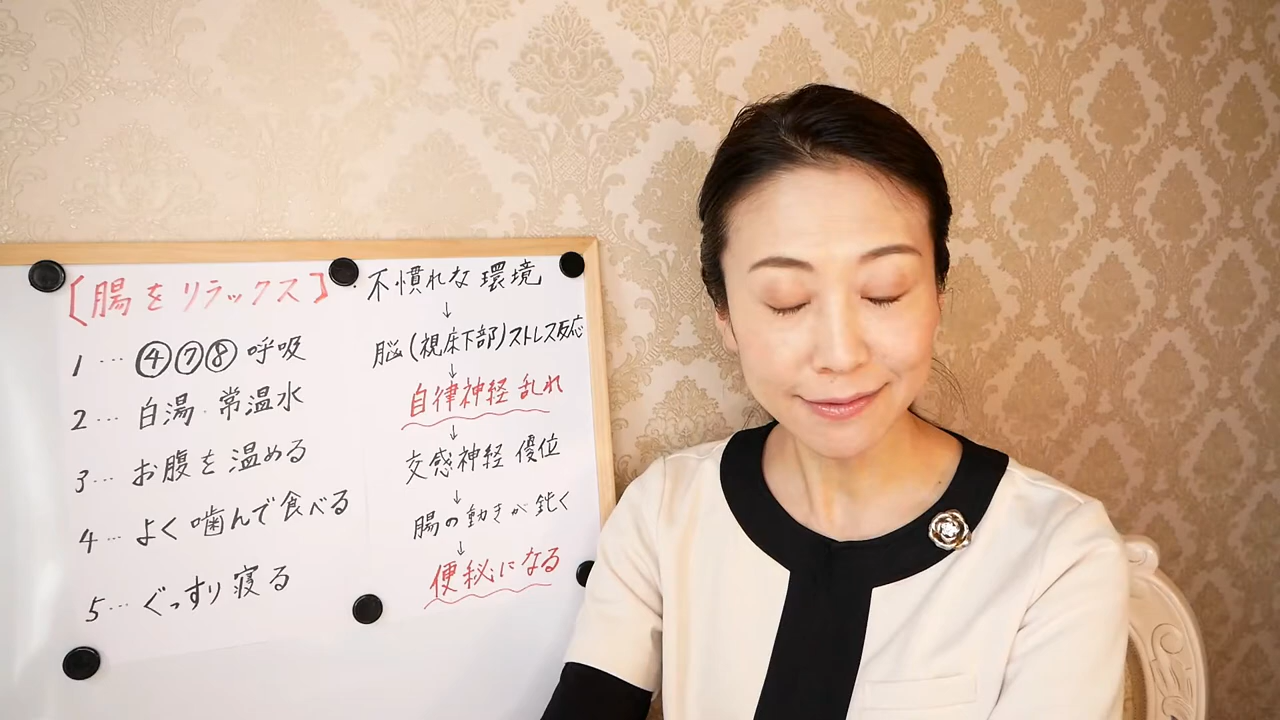 [腸をリラックス]
1… ④⑦⑧ 呼吸
2… 白湯・常温水
3… お腹を温める
4… よく噛んで食べる
5… ぐっすり寝る
不慣れな環境
↓
脳(視床下部)ストレス反応
↓
自律神経乱れ
↓
交感神経 優位
↓
腸の動きが鈍く
↓
便秘になる